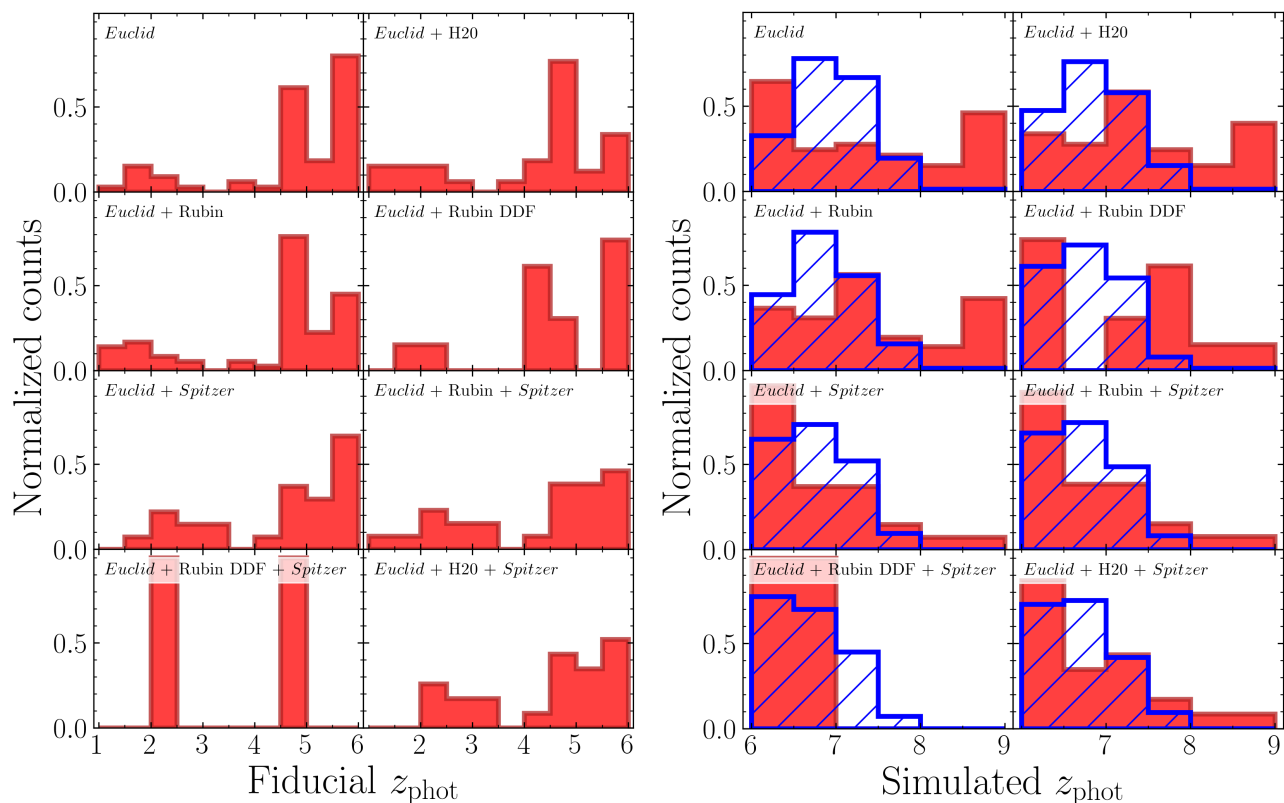 Euclid
Euclid + H20
0.5
0.0
Euclid + Rubin
Euclid + Rubin DDF
0.5
0.0
Euclid + Spitzer
Euclid + Rubin + Spitzer
0.5
0.0
Euclid + Rubin DDF + Spitzer
Euclid + H20 + Spitzer
0.5
0.0
1 2 3 4 5 6 2 3 4 5 6
Normalized counts
Fiducial z_phot
Euclid
Euclid + H20
0.5
0.0
Euclid + Rubin
Euclid + Rubin DDF
0.5
0.0
Euclid + Spitzer
Euclid + Rubin + Spitzer
0.5
0.0
Euclid + Rubin DDF + Spitzer
Euclid + H20 + Spitzer
0.5
0.0
6 7 8 9 7 8 9
Normalized counts
Simulated z_phot